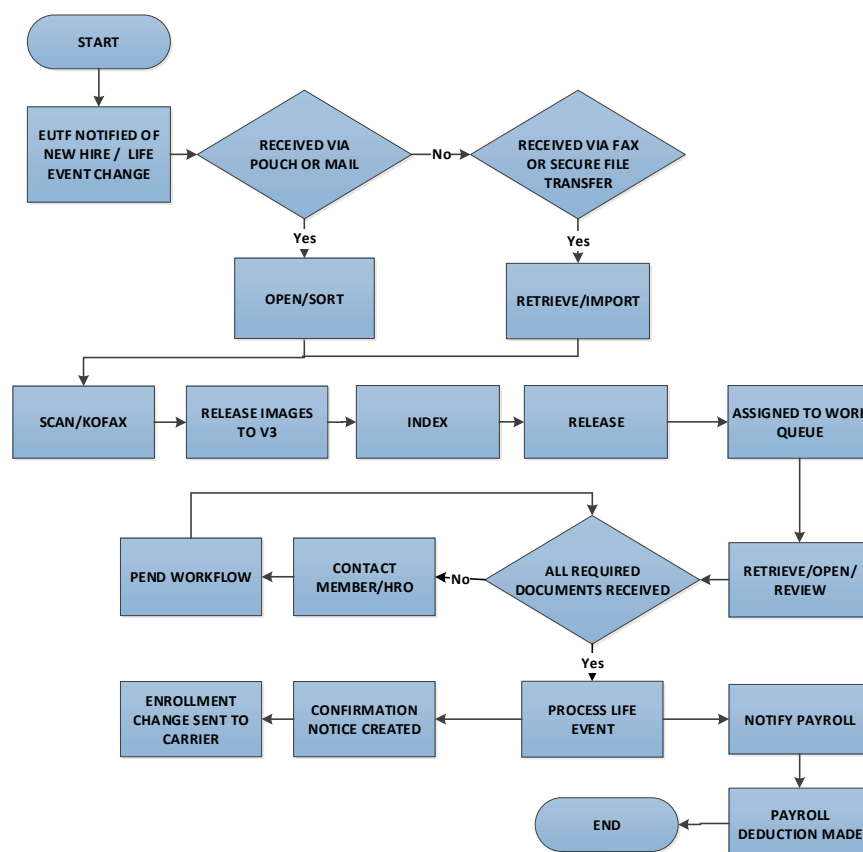 START
EUTF NOTIFIED OF
NEW HIRE / LIFE
EVENT CHANGE
RECEIVED VIA
POUCH OR MAIL
No
RECEIVED VIA FAX
OR SECURE FILE
TRANSFER
Yes
Yes
OPEN/SORT
RETRIEVE/IMPORT
SCAN/KOFAX
RELEASE IMAGES
TO V3
INDEX
RELEASE
ASSIGNED TO WORK
QUEUE
PEND WORKFLOW
CONTACT
MEMBER/HRO
No
ALL REQUIRED
DOCUMENTS RECEIVED
RETRIEVE/OPEN/
REVIEW
Yes
ENROLLMENT
CHANGE SENT TO
CARRIER
CONFIRMATION
NOTICE CREATED
PROCESS LIFE
EVENT
NOTIFY PAYROLL
END
PAYROLL
DEDUCTION MADE